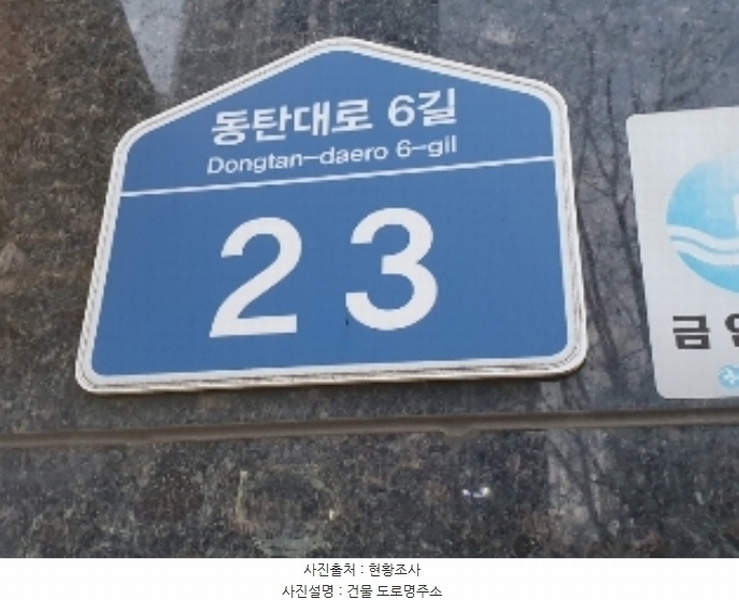 동탄대로 6길
Dongtan-daero 6-gil
23
금
사진출처 : 현황조사
사진설명 : 건물 도로명주소